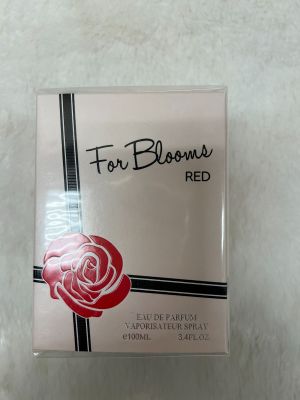 For Blooms
RED
EAU DE PARFUM
VAPORISATEUR SPRAY
e100ML 3.4FL.OZ